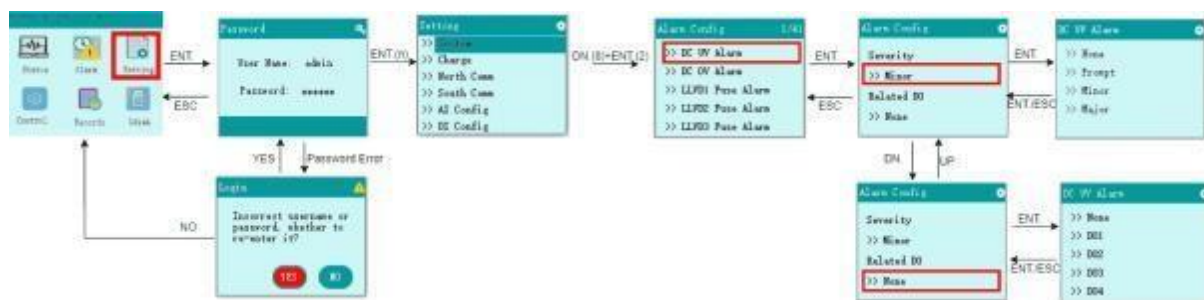 Status
Alarm
Setting
Control
Records
ENT
ESC
Password
User Name: admin
Password: ******
ENT(n)
Setting
>> System
>> Charge
>> North Comm
>> South Comm
>> AI Config
>> DI Config
DN (8)+ENT(2)
Alarm Config 1/41
>> DC UV Alarm
>> DC OV Alarm
>> LLVD1 Fuse Alarm
>> LLVD2 Fuse Alarm
>> LLVD3 Fuse Alarm
ENT
ESC
Alarm Config
Severity
>> Minor
Related DO
>> None
ENT
ENT/ESC
DC UV Alarm
>> None
>> Prompt
>> Minor
>> Major
YES
Password Error
NO
Login
Incorrect username or
password, whether to
re-enter it?
YES
NO
DN
UP
Alarm Config
Severity
>> Minor
Related DO
>> None
ENT
ENT/ESC
DC UV Alarm
>> None
>> DO1
>> DO2
>> DO3
>> DO4